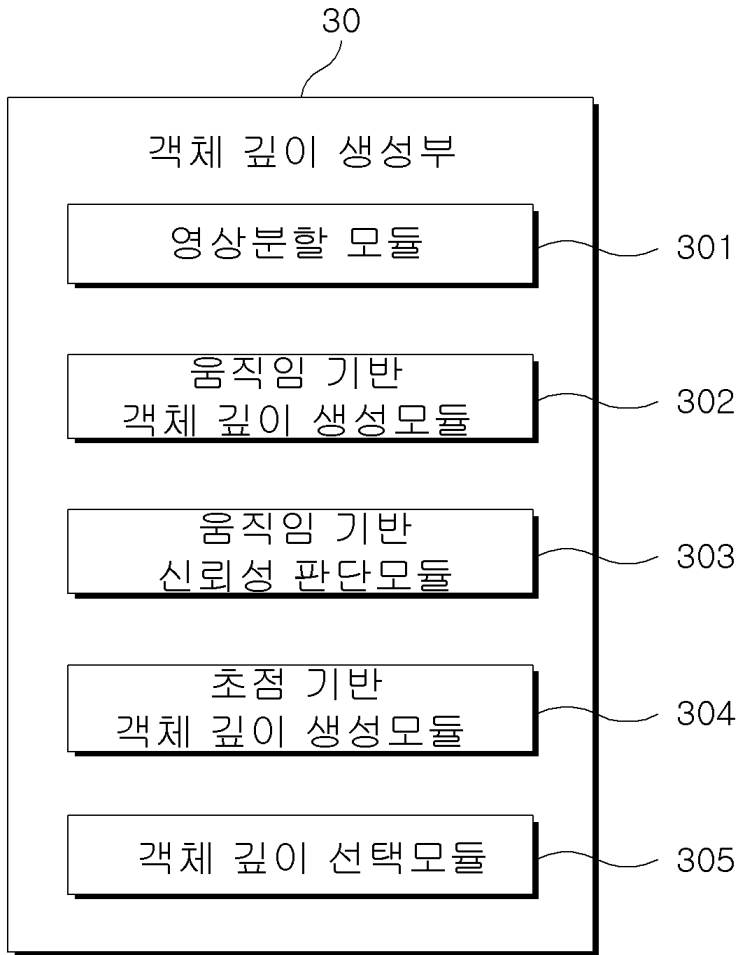 30
객체 깊이 생성부
영상분할 모듈
301
움직임 기반
객체 깊이 생성모듈
302
움직임 기반
신뢰성 판단모듈
303
초점 기반
객체 깊이 생성모듈
304
객체 깊이 선택모듈
305